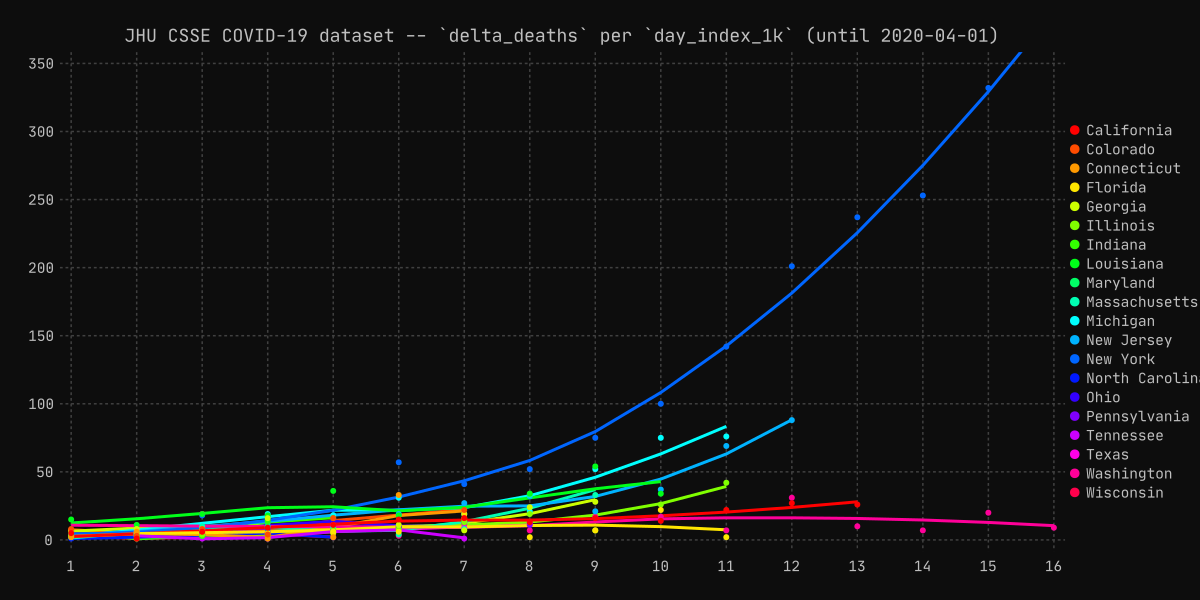 JHU CSSE COVID-19 dataset -- `delta_deaths` per `day_index_1k` (until 2020-04-01)
350
300
250
200
150
100
50
0
1 2 3 4 5 6 7 8 9 10 11 12 13 14 15 16
California
Colorado
Connecticut
Florida
Georgia
Illinois
Indiana
Louisiana
Maryland
Massachusetts
Michigan
New Jersey
New York
North Carolina
Ohio
Pennsylvania
Tennessee
Texas
Washington
Wisconsin